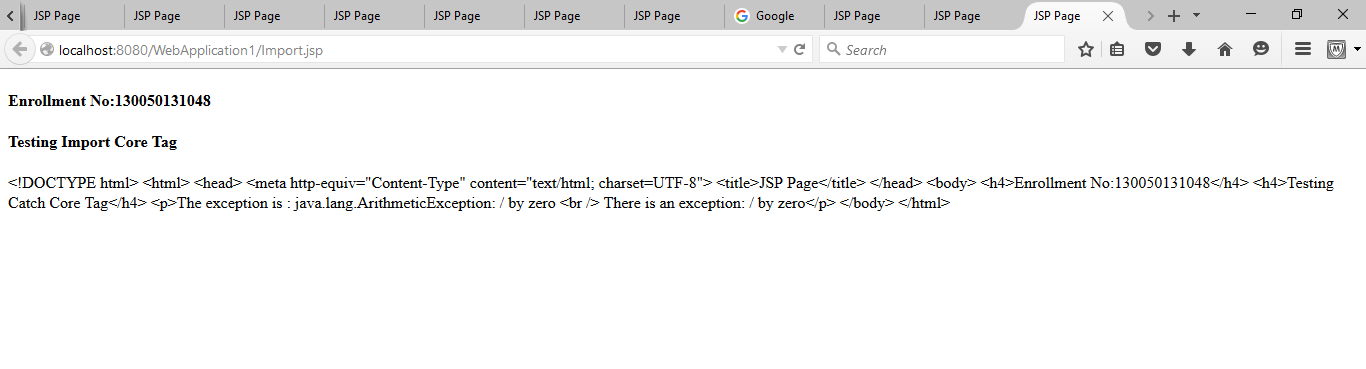 JSP Page JSP Page JSP Page JSP Page JSP Page JSP Page JSP Page Google JSP Page JSP Page JSP Page
localhost:8080/WebApplication1/Import.jsp Search
Enrollment No:130050131048
Testing Import Core Tag
<!DOCTYPE html> <html> <head> <meta http-equiv="Content-Type" content="text/html; charset=UTF-8"> <title>JSP Page</title> </head> <body> <h4>Enrollment No:130050131048</h4> <h4>Testing
Catch Core Tag</h4> <p>The exception is : java.lang.ArithmeticException: / by zero <br /> There is an exception: / by zero</p> </body> </html>